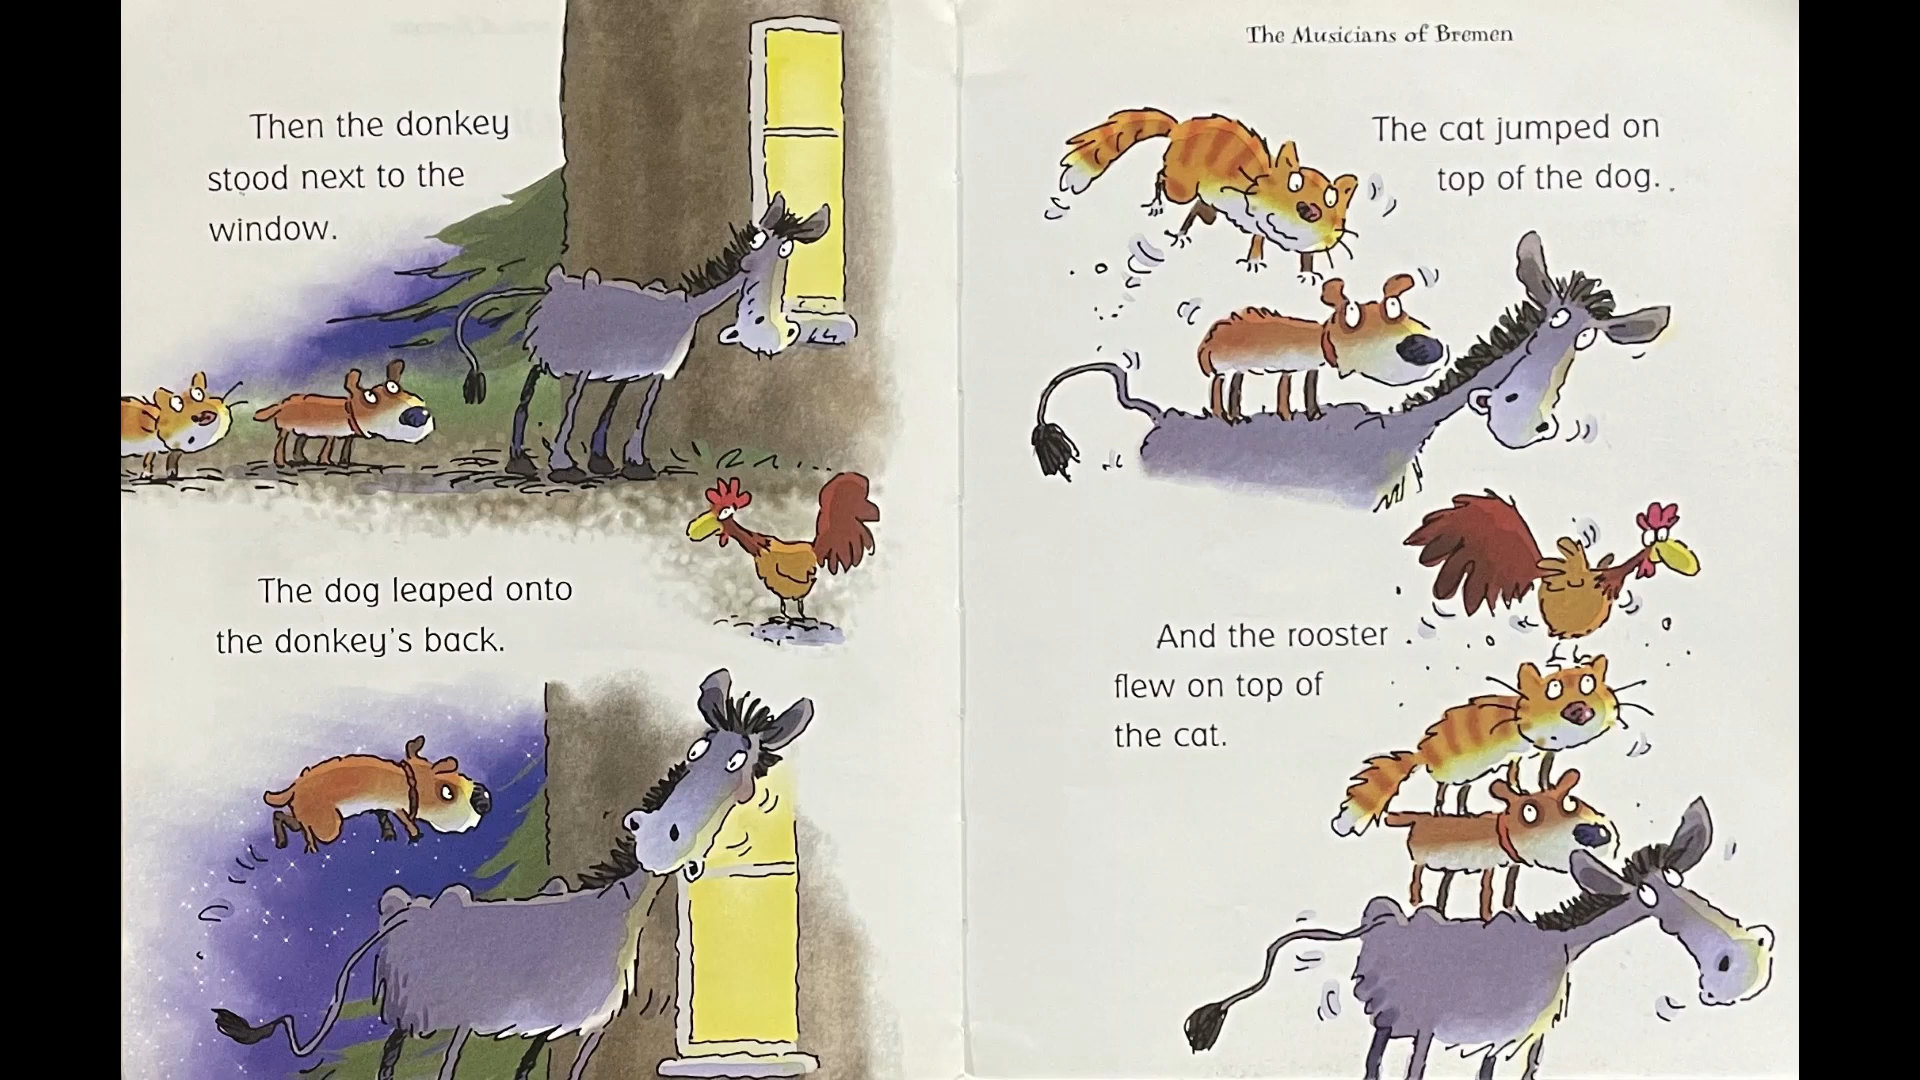 Then the donkey
stood next to the
window.
The dog leaped onto
the donkey's back.
The Musicians of Bremen
The cat jumped on
top of the dog.
And the rooster
flew on top of
the cat.